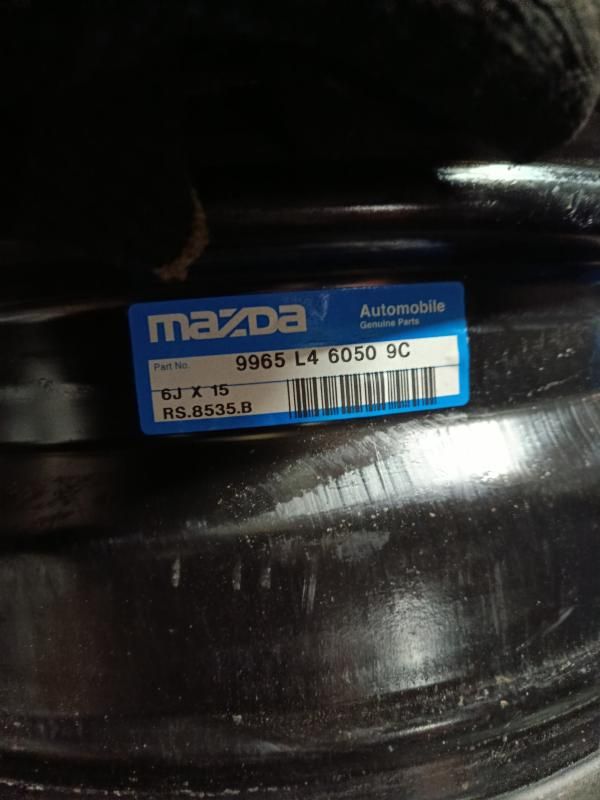 mazda
Automobile
Genuine Parts
Part No. 9965 L4 6050 9C
6J X 15
RS.8535.B